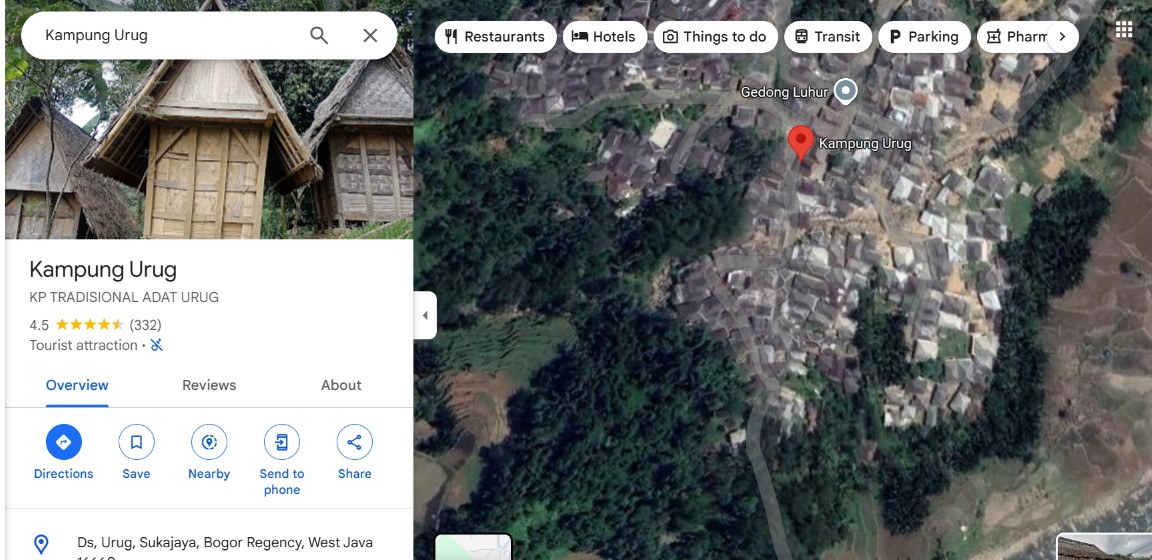 Kampung Urug
Restaurants
Hotels
Things to do
Transit
Parking
Pharm
Gedong Luhur
Kampung Urug
Kampung Urug
KP TRADISIONAL ADAT URUG
4.5 (332)
Tourist attraction •
Overview
Reviews
About
Directions
Save
Nearby
Send to
phone
Share
Ds, Urug, Sukajaya, Bogor Regency, West Java